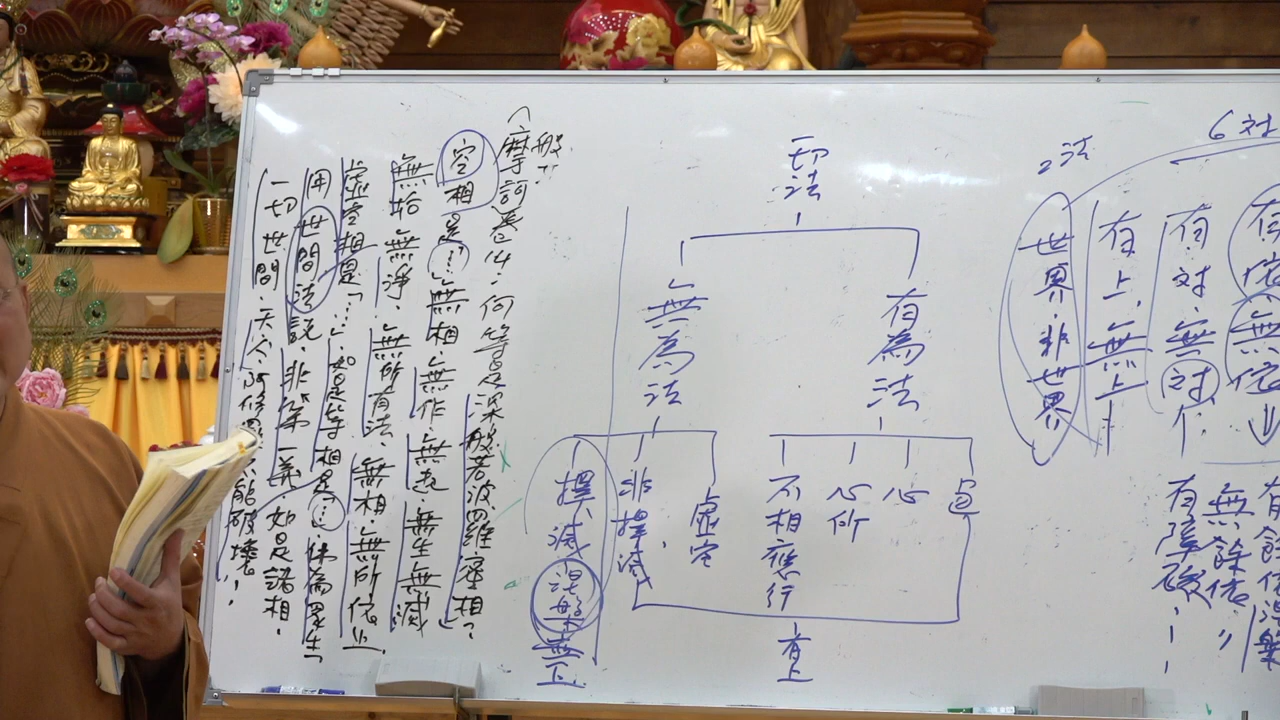 6对
2法
有依、無依
有对、無对
有上、無上
世界、非世界
有餘依涅槃
無餘依〃
有障礙
一切法
有為法
無為法
色
心
心所
不相應行
虛空
非擇滅
擇滅
涅槃
無上
有上
般若
《摩訶卷14·何等是深般若波羅維密相？
空相是「…」無相、無作、無起、無生無滅
無垢、無淨、無所有法、無相、無所依止、
虛空相是「…」、如是等相是「…」、佛為眾生
用世間法說、非第一義、如是諸相、
一切世間、天人、阿修羅、不能破壞！